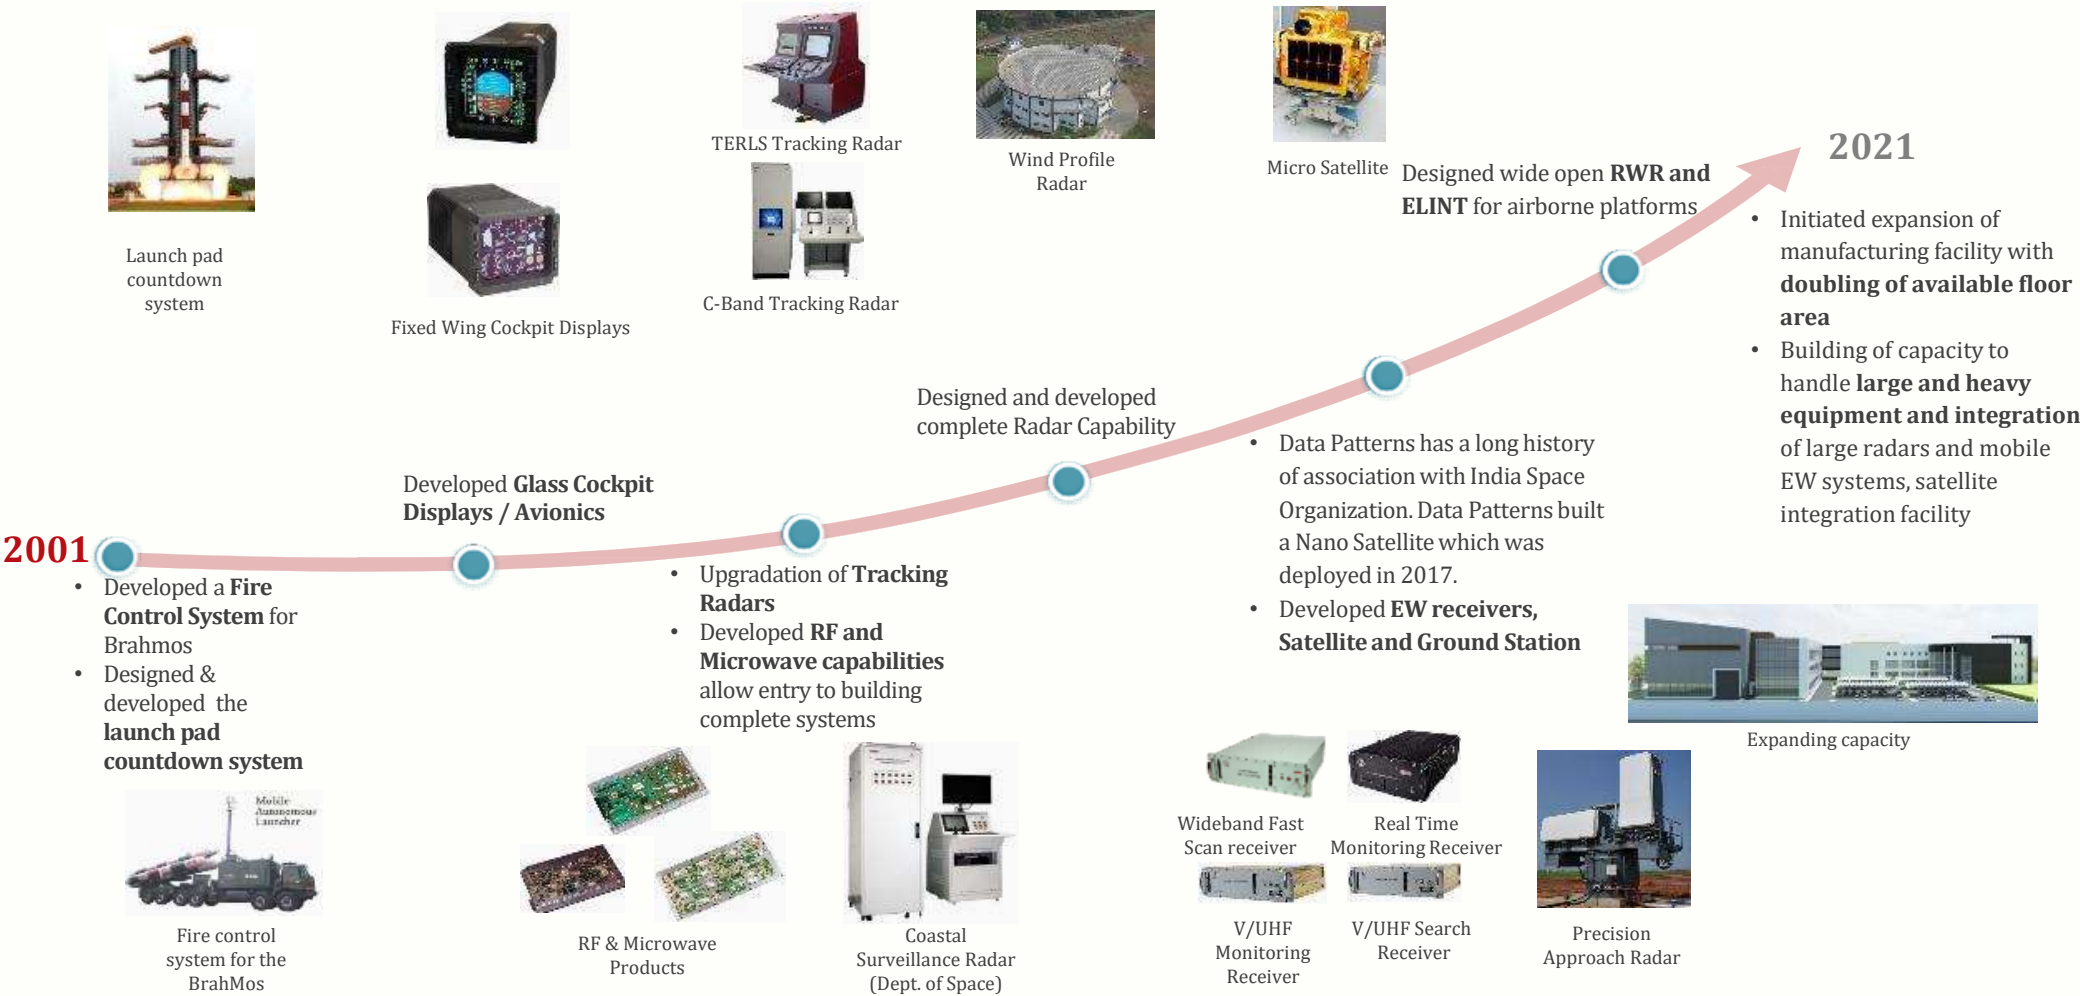 Launch pad
countdown
system
Fixed Wing Cockpit Displays
TERLS Tracking Radar
C-Band Tracking Radar
Wind Profile
Radar
Micro Satellite
Designed wide open RWR and
ELINT for airborne platforms
2021
• Initiated expansion of
manufacturing facility with
doubling of available floor
area
• Building of capacity to
handle large and heavy
equipment and integration
of large radars and mobile
EW systems, satellite
integration facility
Designed and developed
complete Radar Capability
• Data Patterns has a long history
of association with India Space
Organization. Data Patterns built
a Nano Satellite which was
deployed in 2017.
• Developed EW receivers,
Satellite and Ground Station
Developed Glass Cockpit
Displays / Avionics
2001
• Developed a Fire
Control System for
Brahmos
• Designed &
developed the
launch pad
countdown system
• Upgradation of Tracking
Radars
• Developed RF and
Microwave capabilities
allow entry to building
complete systems
Expanding capacity
Mobile
Autonomous
Launcher
Fire control
system for the
BrahMos
RF & Microwave
Products
Coastal
Surveillance Radar
(Dept. of Space)
Wideband Fast
Scan receiver
Real Time
Monitoring Receiver
V/UHF
Monitoring
Receiver
V/UHF Search
Receiver
Precision
Approach Radar